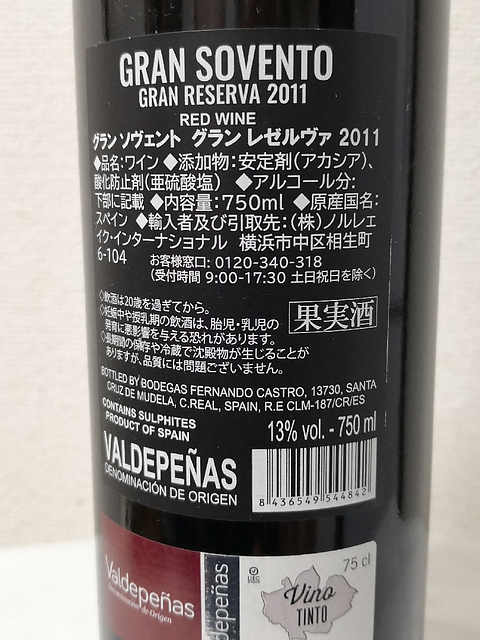 GRAN SOVENTO
GRAN RESERVA 2011
RED WINE
グラン ソヴェント グラン レゼルヴァ 2011
◆品名:ワイン ◆添加物:安定剤(アカシア)、
酸化防止剤(亜硫酸塩) ◆アルコール分:
下部に記載 ◆内容量:750ml ◆原産国名:
スペイン ◆輸入者及び引取先:(株)ノルレェ
イク・インターナショナル 横浜市中区相生町
6-104 お客様窓口:0120-340-318
(受付時間 9:00-17:30 土日祝日を除く)
◇飲酒は20歳を過ぎてから。
◇妊娠中や授乳期の飲酒は、胎児・乳児の
発育に悪影響を与える恐れがあります。
◇長期間の保存や冷蔵で沈殿物が生じることが
ありますが、品質には問題ございません。
果実酒
BOTTLED BY BODEGAS FERNANDO CASTRO, 13730, SANTA
CRUZ DE MUDELA, C.REAL, SPAIN, R.E CLM-187/CR/ES
CONTAINS SULPHITES
PRODUCT OF SPAIN
13% vol. - 750 ml
VALDEPEÑAS
DENOMINACIÓN DE ORIGEN
8 436549 544842
Valdepeñas
Denominación de Origen
depeñas
75 cl
Vino
TINTO